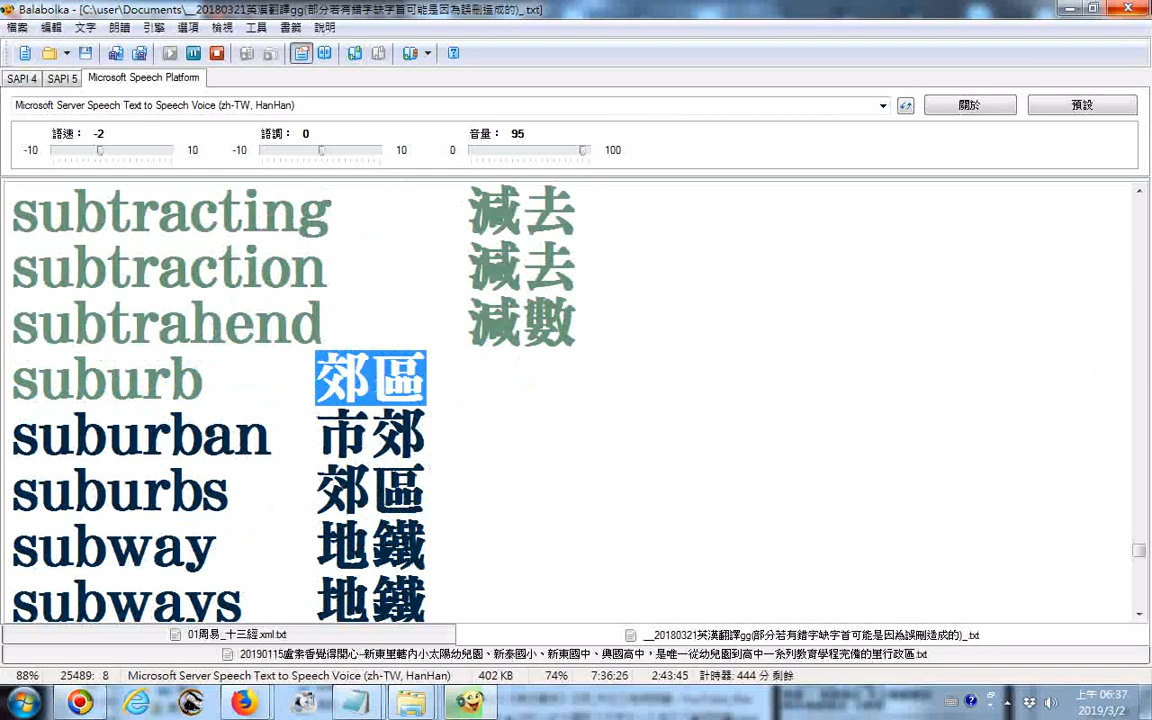 Balabolka - [C:\user\Documents\__20180321英漢翻譯gg(部分若有錯字缺字首可能是因為誤刪造成的)_.txt]
檔案 編輯 文字 朗讀 引擎 選項 檢視 工具 書籤 說明
SAPI 4 SAPI 5 Microsoft Speech Platform
Microsoft Server Speech Text to Speech Voice (zh-TW, HanHan) 關於 預設
語速： -2 語調： 0 音量： 95
-10 10 -10 10 0 100
subtracting 減去
subtraction 減去
subtrahend 減數
suburb 郊區
suburban 市郊
suburbs 郊區
subway 地鐵
subways 地鐵
01周易_十三經.xml.txt __20180321英漢翻譯gg(部分若有錯字缺字首可能是因為誤刪造成的)_.txt
20190115盧素香覺得開心--新東里轄內小太陽幼兒園、新泰國小、新東國中、興國高中，是唯一從幼兒園到高中一系列教育學程完備的里行政區.txt
88% 25489: 8 Microsoft Server Speech Text to Speech Voice (zh-TW, HanHan) 402 KB 74% 7:36:25 2:43:45 計時器: 444 分 剩餘
上午 06:37
2019/3/2